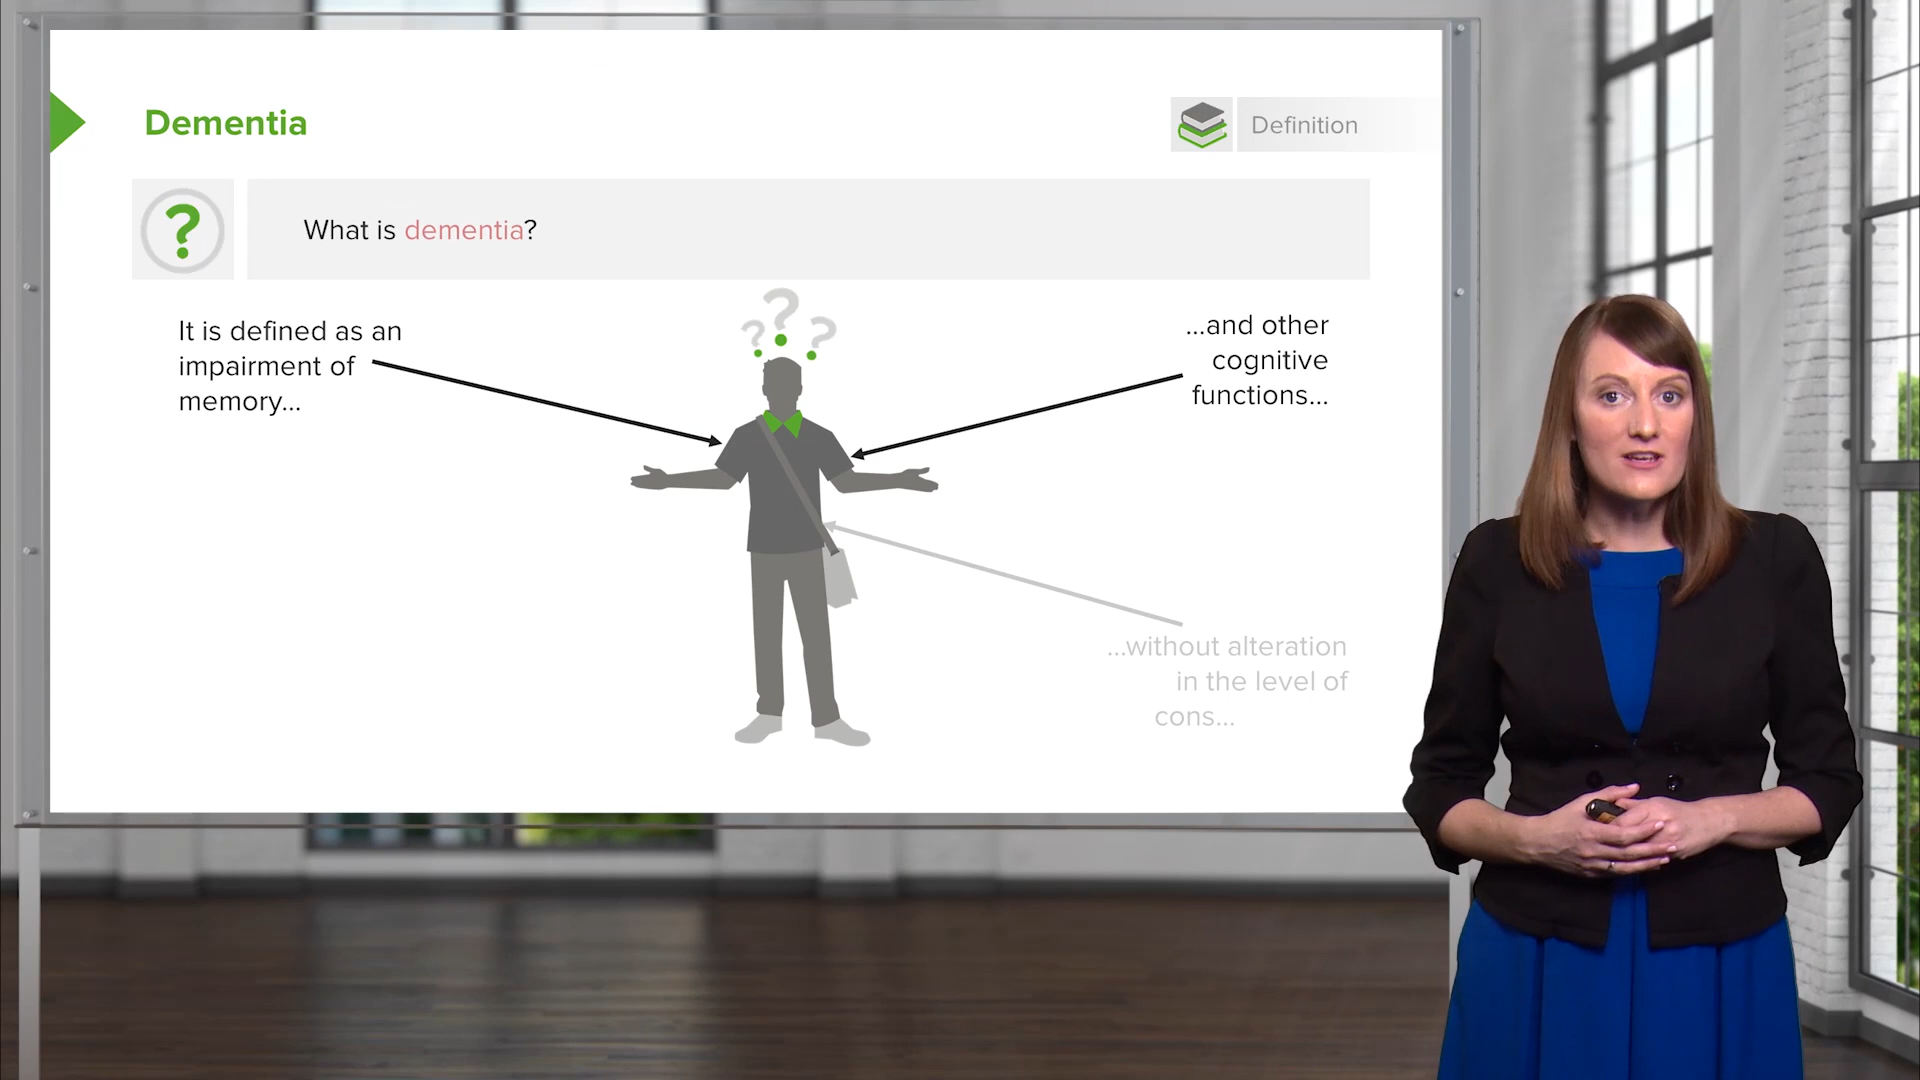 Dementia
Definition
What is dementia?
It is defined as an
impairment of
memory...
...and other
cognitive
functions...
...without alteration
in the level of
cons...